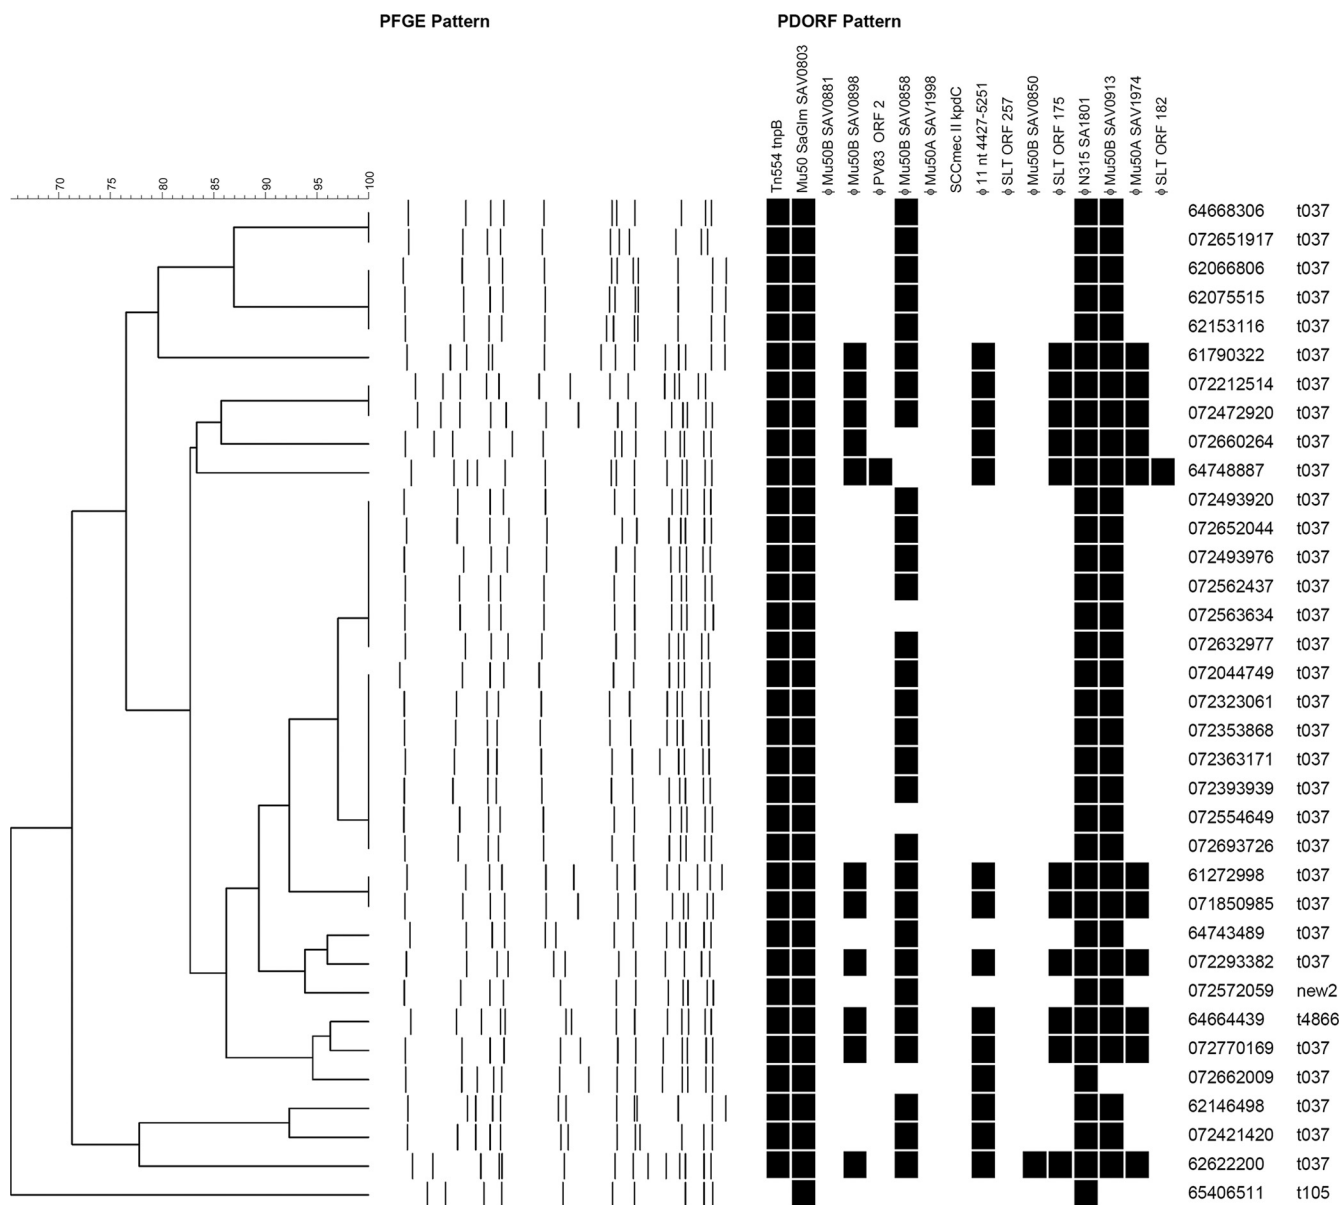 PFGE Pattern
PDORF Pattern
Tn554 tnpB
Mu50 SaGIm SAV0803
ϕ Mu50B SAV0881
ϕ Mu50B SAV0898
ϕ PV83 ORF 2
ϕ Mu50B SAV0858
ϕ Mu50A SAV1998
SCCmec II kpdC
ϕ 11 nt 4427-5251
ϕ SLT ORF 257
ϕ Mu50B SAV0850
ϕ SLT ORF 175
ϕ N315 SA1801
ϕ Mu50B SAV0913
ϕ Mu50A SAV1974
ϕ SLT ORF 182
70 75 80 85 90 95 100
64668306 t037
072651917 t037
62066806 t037
62075515 t037
62153116 t037
61790322 t037
072212514 t037
072472920 t037
072660264 t037
64748887 t037
072493920 t037
072652044 t037
072493976 t037
072562437 t037
072563634 t037
072632977 t037
072044749 t037
072323061 t037
072353868 t037
072363171 t037
072393939 t037
072554649 t037
072693726 t037
61272998 t037
071850985 t037
64743489 t037
072293382 t037
072572059 new2
64664439 t4866
072770169 t037
072662009 t037
62146498 t037
072421420 t037
62622200 t037
65406511 t105